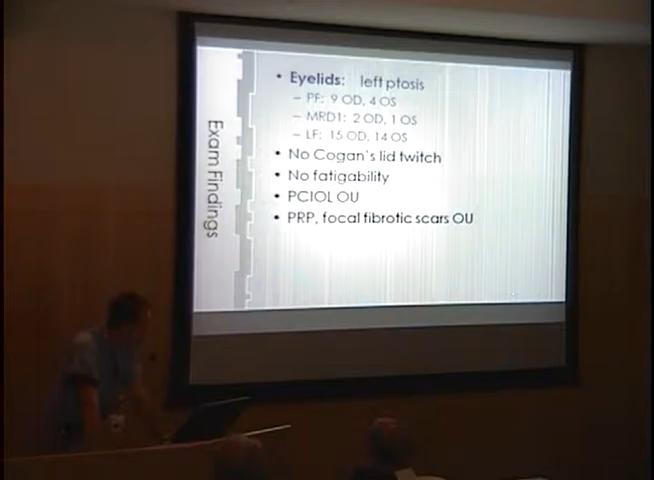 Exam Findings
• Eyelids: left ptosis
– PF: 9 OD, 4 OS
– MRD1: 2 OD, 1 OS
– LF: 15 OD, 14 OS
• No Cogan's lid twitch
• No fatigability
• PCIOL OU
• PRP, focal fibrotic scars OU